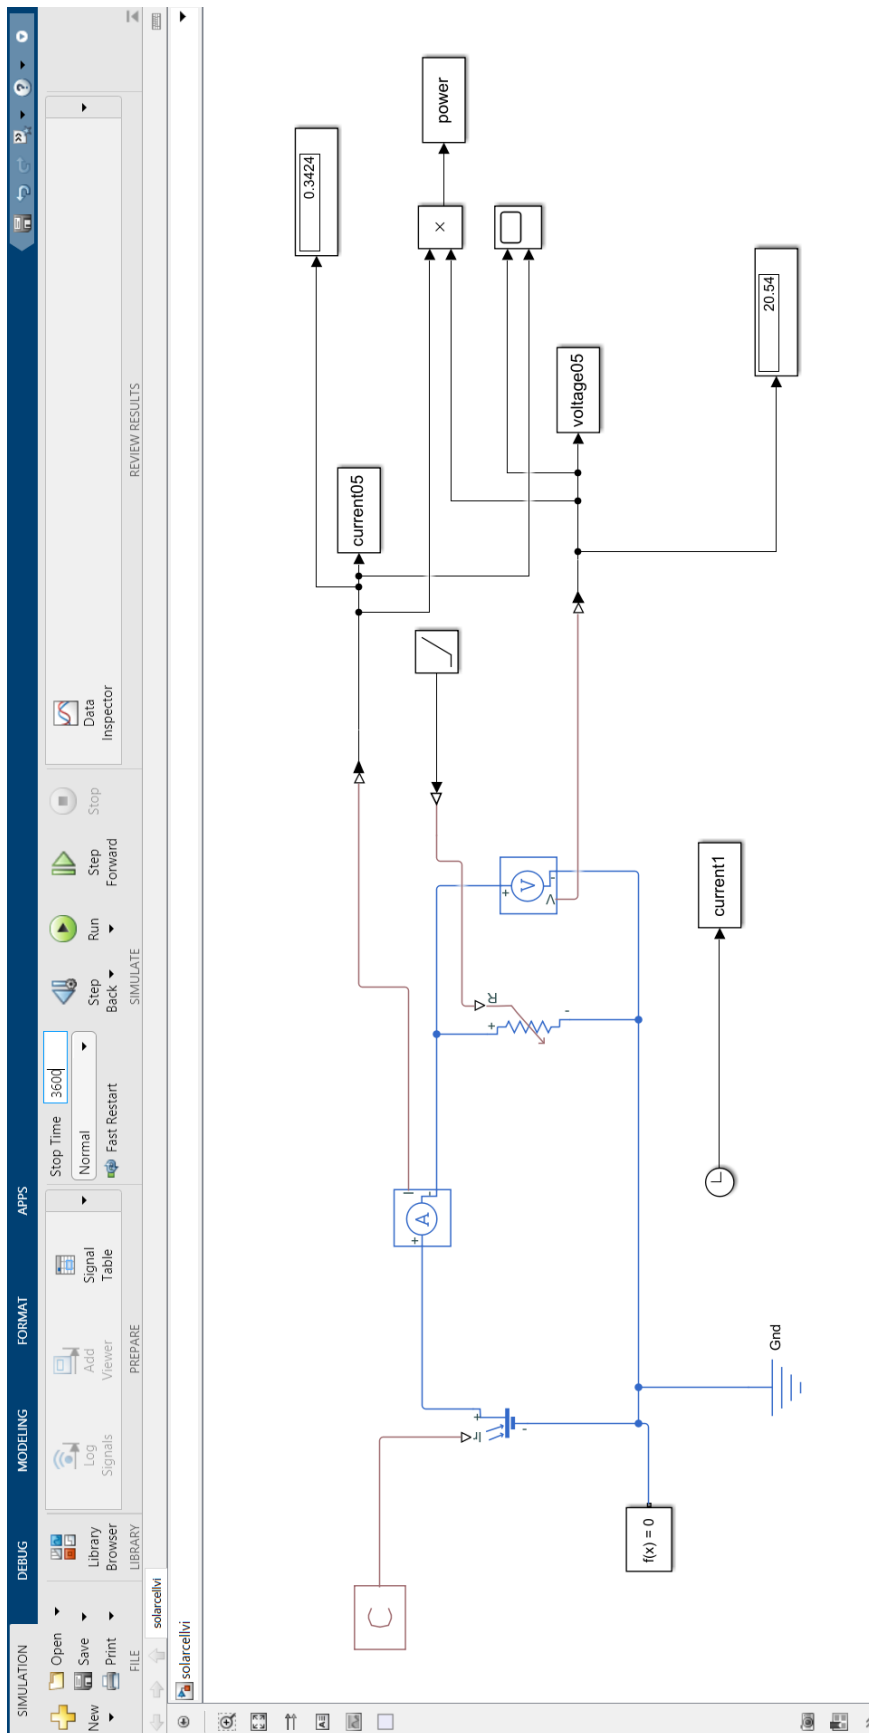 SIMULATION
DEBUG
MODELING
FORMAT
APPS
New
Open
Save
Print
FILE
Library
Browser
LIBRARY
Log
Signals
Add
Viewer
Signal
Table
PREPARE
Stop Time 3600
Normal
Fast Restart
Step
Back
Run
Step
Forward
Stop
SIMULATE
Data
Inspector
REVIEW RESULTS
solarcellvi
solarcellvi
0.3424
power
×
current05
voltage05
20.54
C
Ir
+
-
A
+
-
I
R
+
-
V
+
-
V
current1
f(x) = 0
Gnd